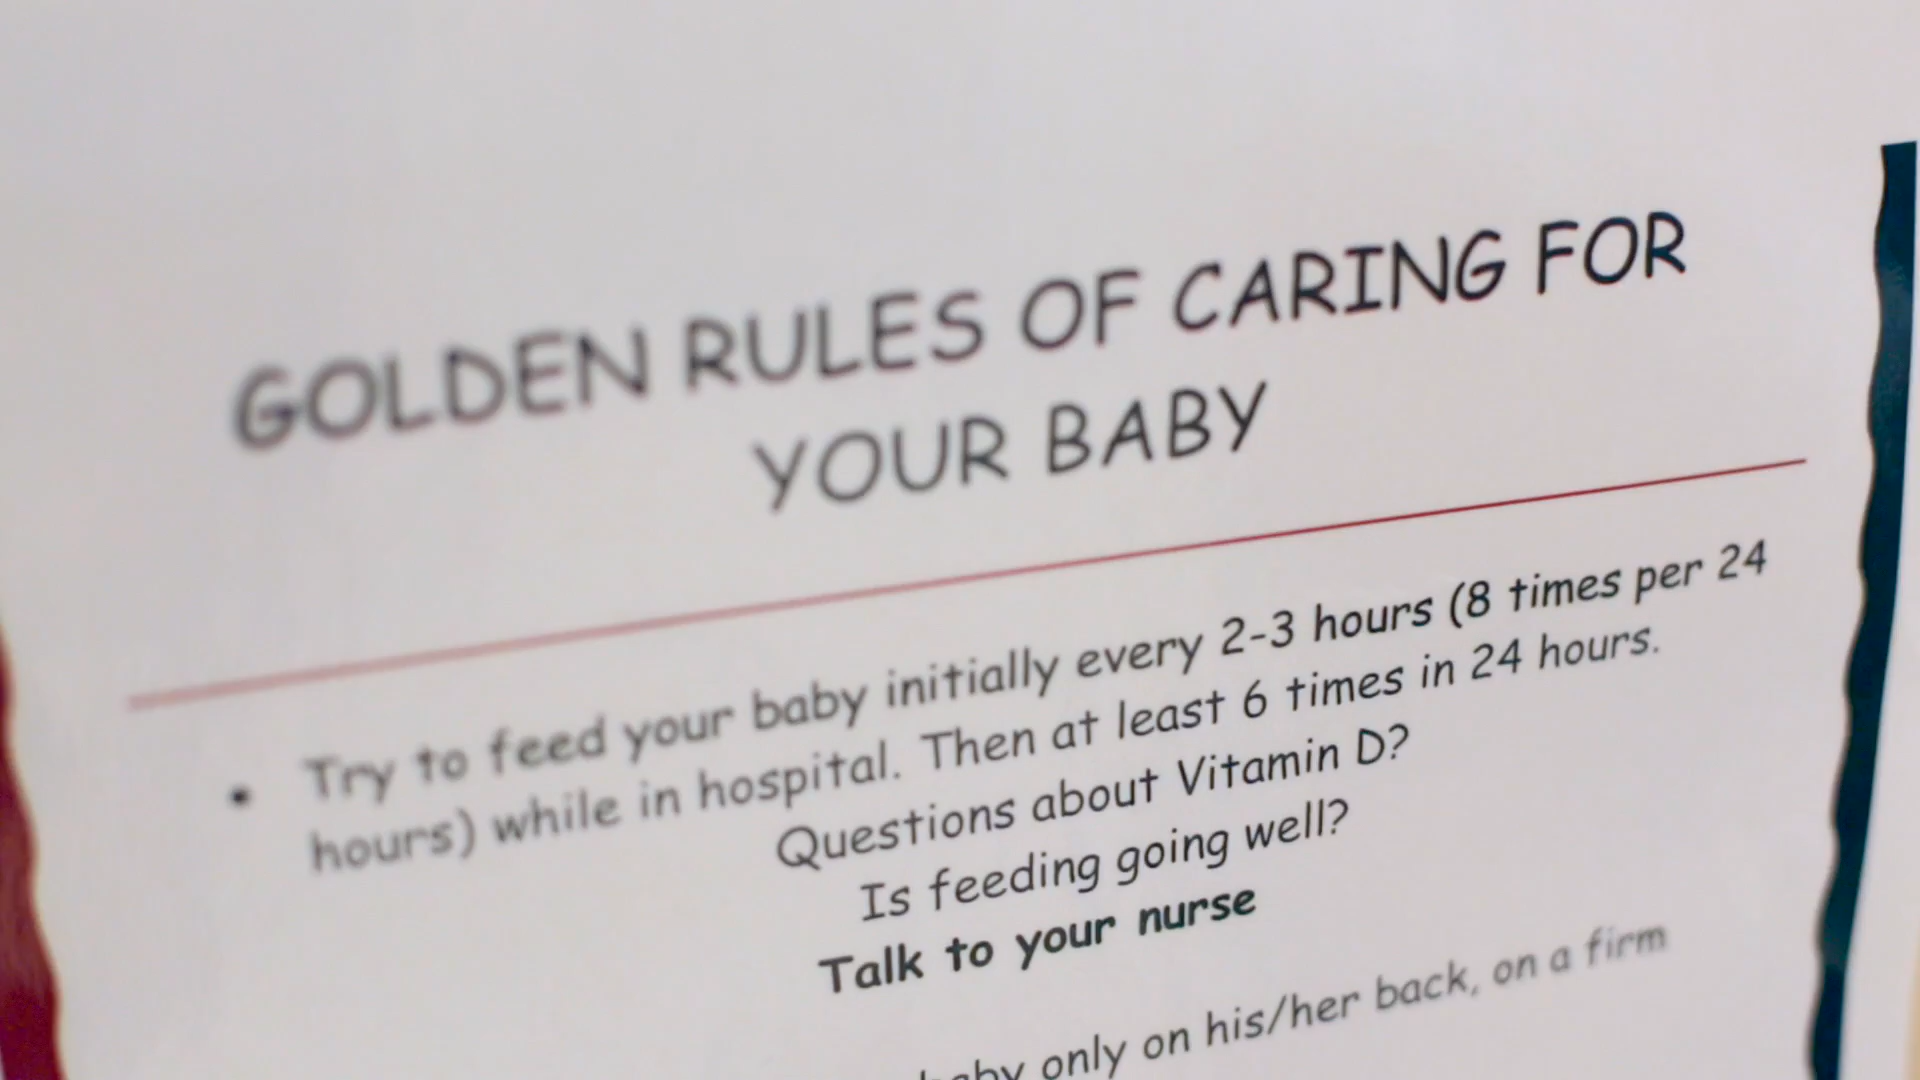 GOLDEN RULES OF CARING FOR
YOUR BABY
• Try to feed your baby initially every 2-3 hours (8 times per 24
hours) while in hospital. Then at least 6 times in 24 hours.
Questions about Vitamin D?
Is feeding going well?
Talk to your nurse
baby only on his/her back, on a firm